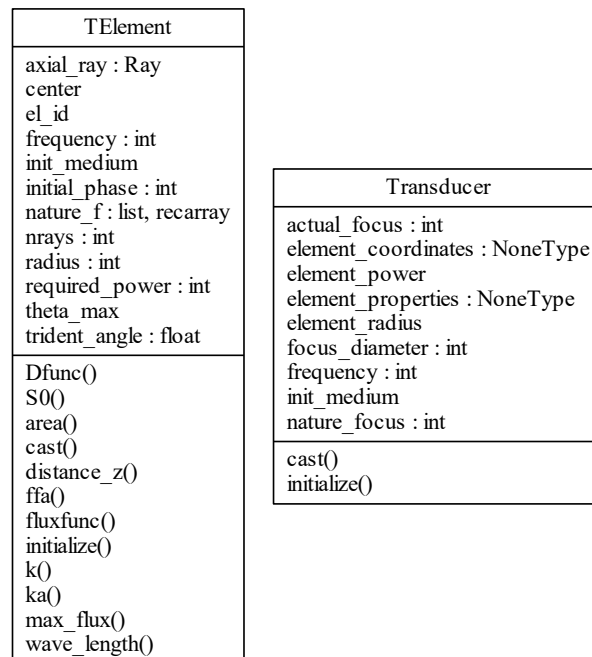 TElement
axial_ray : Ray
center
el_id
frequency : int
init_medium
initial_phase : int
nature_f : list, recarray
nrays : int
radius : int
required_power : int
theta_max
trident_angle : float
Dfunc()
S0()
area()
cast()
distance_z()
ffa()
fluxfunc()
initialize()
k()
ka()
max_flux()
wave_length()
Transducer
actual_focus : int
element_coordinates : NoneType
element_power
element_properties : NoneType
element_radius
focus_diameter : int
frequency : int
init_medium
nature_focus : int
cast()
initialize()